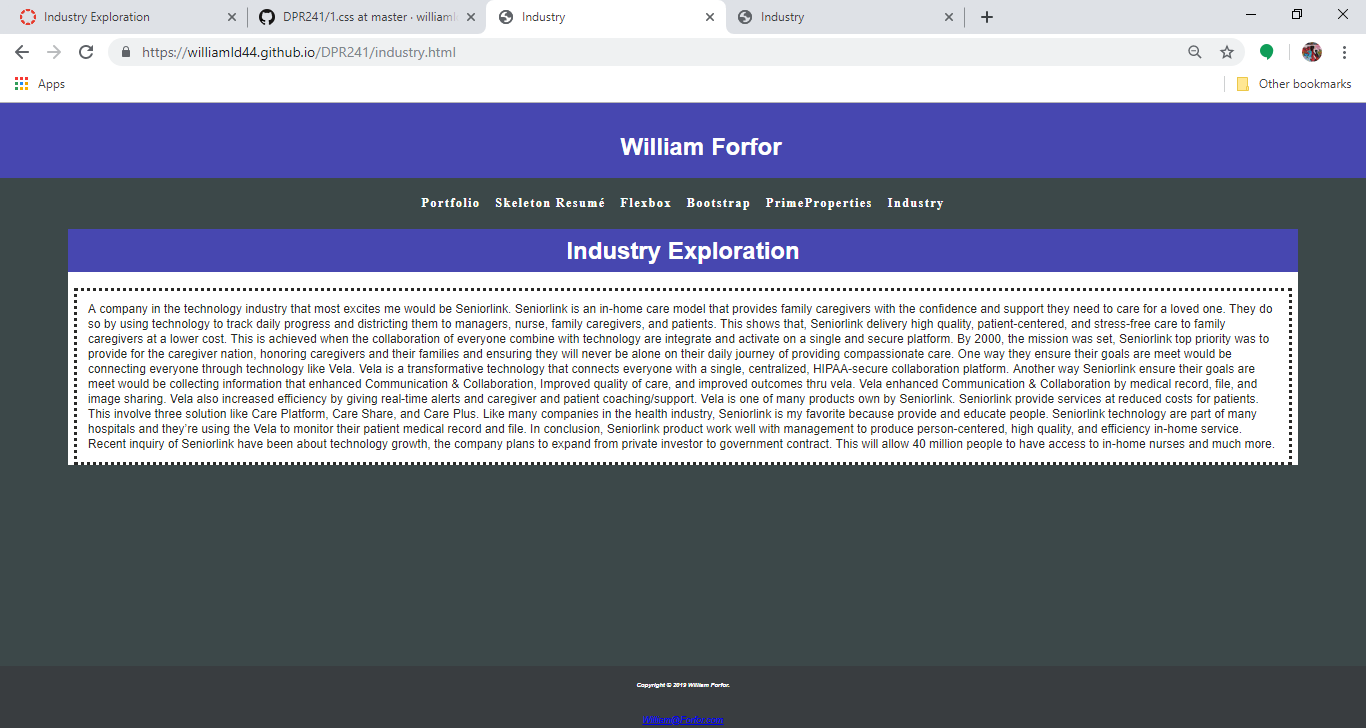 Industry Exploration
DPR241/1.css at master · williaml
Industry
Industry
https://williamld44.github.io/DPR241/industry.html
Apps
Other bookmarks
William Forfor
Portfolio Skeleton Resumé Flexbox Bootstrap PrimeProperties Industry
Industry Exploration
A company in the technology industry that most excites me would be Seniorlink. Seniorlink is an in-home care model that provides family caregivers with the confidence and support they need to care for a loved one. They do
so by using technology to track daily progress and districting them to managers, nurse, family caregivers, and patients. This shows that, Seniorlink delivery high quality, patient-centered, and stress-free care to family
caregivers at a lower cost. This is achieved when the collaboration of everyone combine with technology are integrate and activate on a single and secure platform. By 2000, the mission was set, Seniorlink top priority was to
provide for the caregiver nation, honoring caregivers and their families and ensuring they will never be alone on their daily journey of providing compassionate care. One way they ensure their goals are meet would be
connecting everyone through technology like Vela. Vela is a transformative technology that connects everyone with a single, centralized, HIPAA-secure collaboration platform. Another way Seniorlink ensure their goals are
meet would be collecting information that enhanced Communication & Collaboration, Improved quality of care, and improved outcomes thru vela. Vela enhanced Communication & Collaboration by medical record, file, and
image sharing. Vela also increased efficiency by giving real-time alerts and caregiver and patient coaching/support. Vela is one of many products own by Seniorlink. Seniorlink provide services at reduced costs for patients.
This involve three solution like Care Platform, Care Share, and Care Plus. Like many companies in the health industry, Seniorlink is my favorite because provide and educate people. Seniorlink technology are part of many
hospitals and they’re using the Vela to monitor their patient medical record and file. In conclusion, Seniorlink product work well with management to produce person-centered, high quality, and efficiency in-home service.
Recent inquiry of Seniorlink have been about technology growth, the company plans to expand from private investor to government contract. This will allow 40 million people to have access to in-home nurses and much more.
Copyright © 2019 William Forfor.
William@Forfor.com